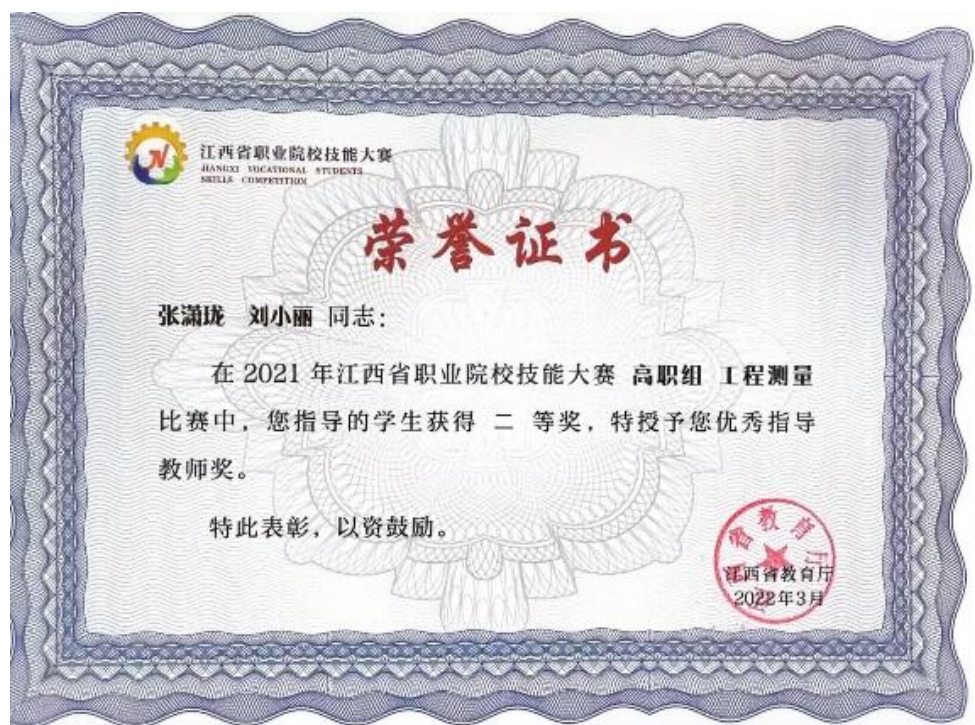 江西省职业院校技能大赛
JIANGXI VOCATIONAL STUDENTS
SKILLS COMPETITION
荣誉证书
张潇珑 刘小丽 同志：
在 2021 年江西省职业院校技能大赛 高职组 工程测量
比赛中，您指导的学生获得 二 等奖，特授予您优秀指导
教师奖。
特此表彰，以资鼓励。
江西省教育厅
2022年3月